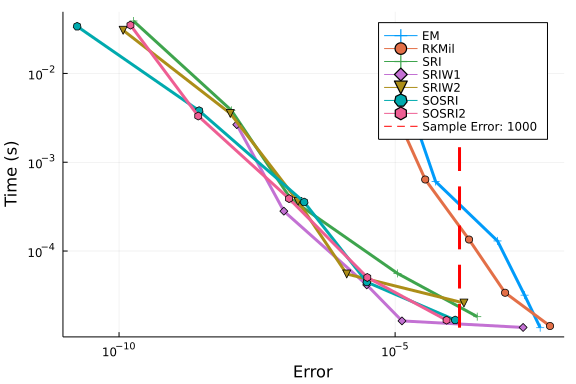 EM
RKMil
SRI
SRIW1
SRIW2
SOSRI
SOSRI2
Sample Error: 1000
Time (s)
10⁻²
10⁻³
10⁻⁴
10⁻¹⁰
10⁻⁵
Error